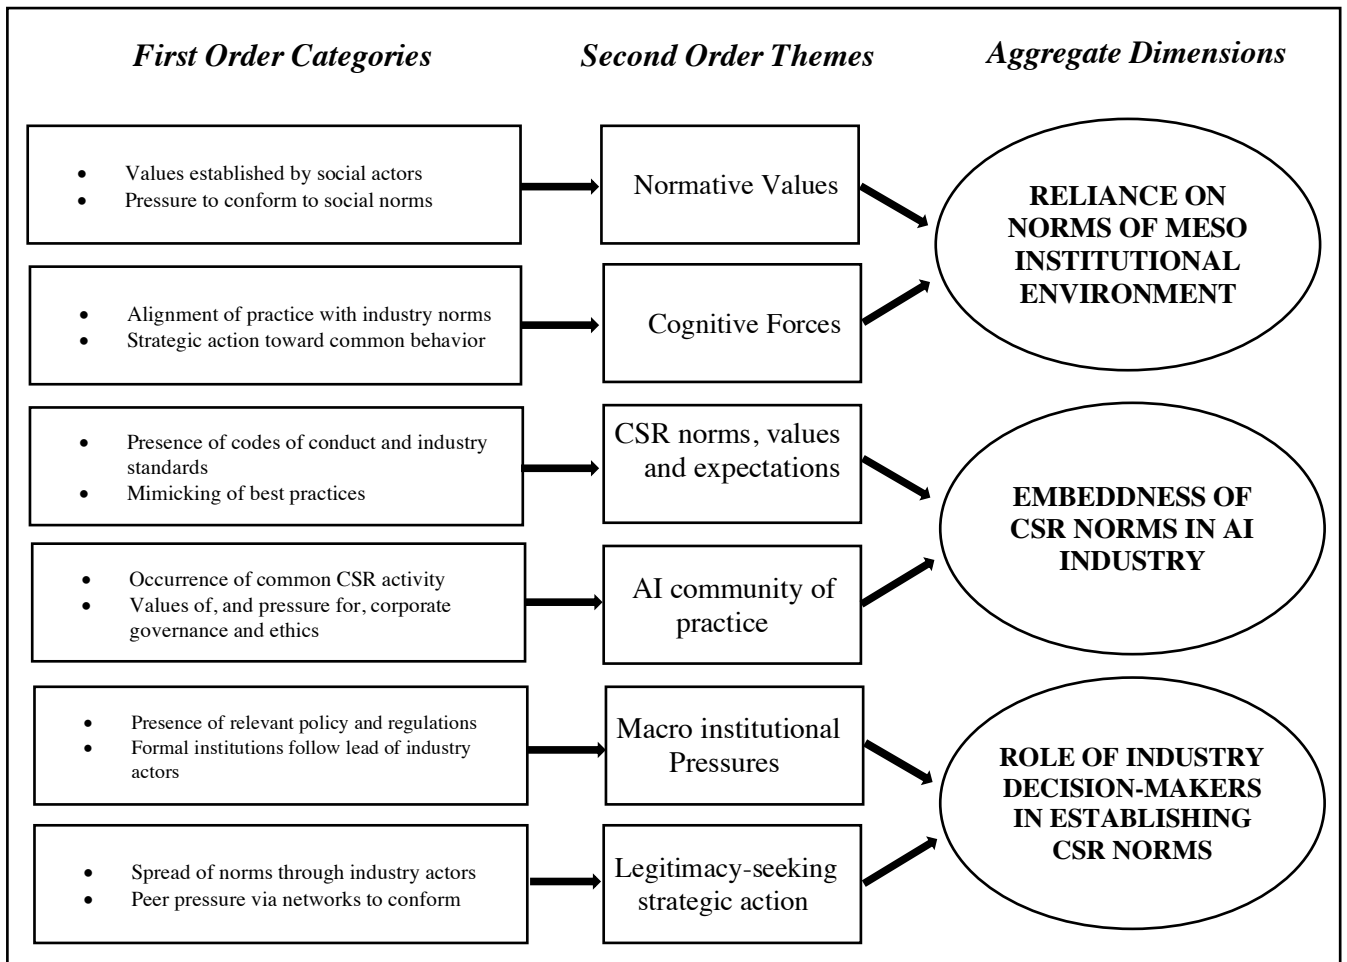 First Order Categories
Second Order Themes
Aggregate Dimensions
• Values established by social actors
• Pressure to conform to social norms
Normative Values
RELIANCE ON
NORMS OF MESO
INSTITUTIONAL
ENVIRONMENT
• Alignment of practice with industry norms
• Strategic action toward common behavior
Cognitive Forces
• Presence of codes of conduct and industry
standards
• Mimicking of best practices
CSR norms, values
and expectations
EMBEDDNESS OF
CSR NORMS IN AI
INDUSTRY
• Occurrence of common CSR activity
• Values of, and pressure for, corporate
governance and ethics
AI community of
practice
• Presence of relevant policy and regulations
• Formal institutions follow lead of industry
actors
Macro institutional
Pressures
ROLE OF INDUSTRY
DECISION-MAKERS
IN ESTABLISHING
CSR NORMS
• Spread of norms through industry actors
• Peer pressure via networks to conform
Legitimacy-seeking
strategic action